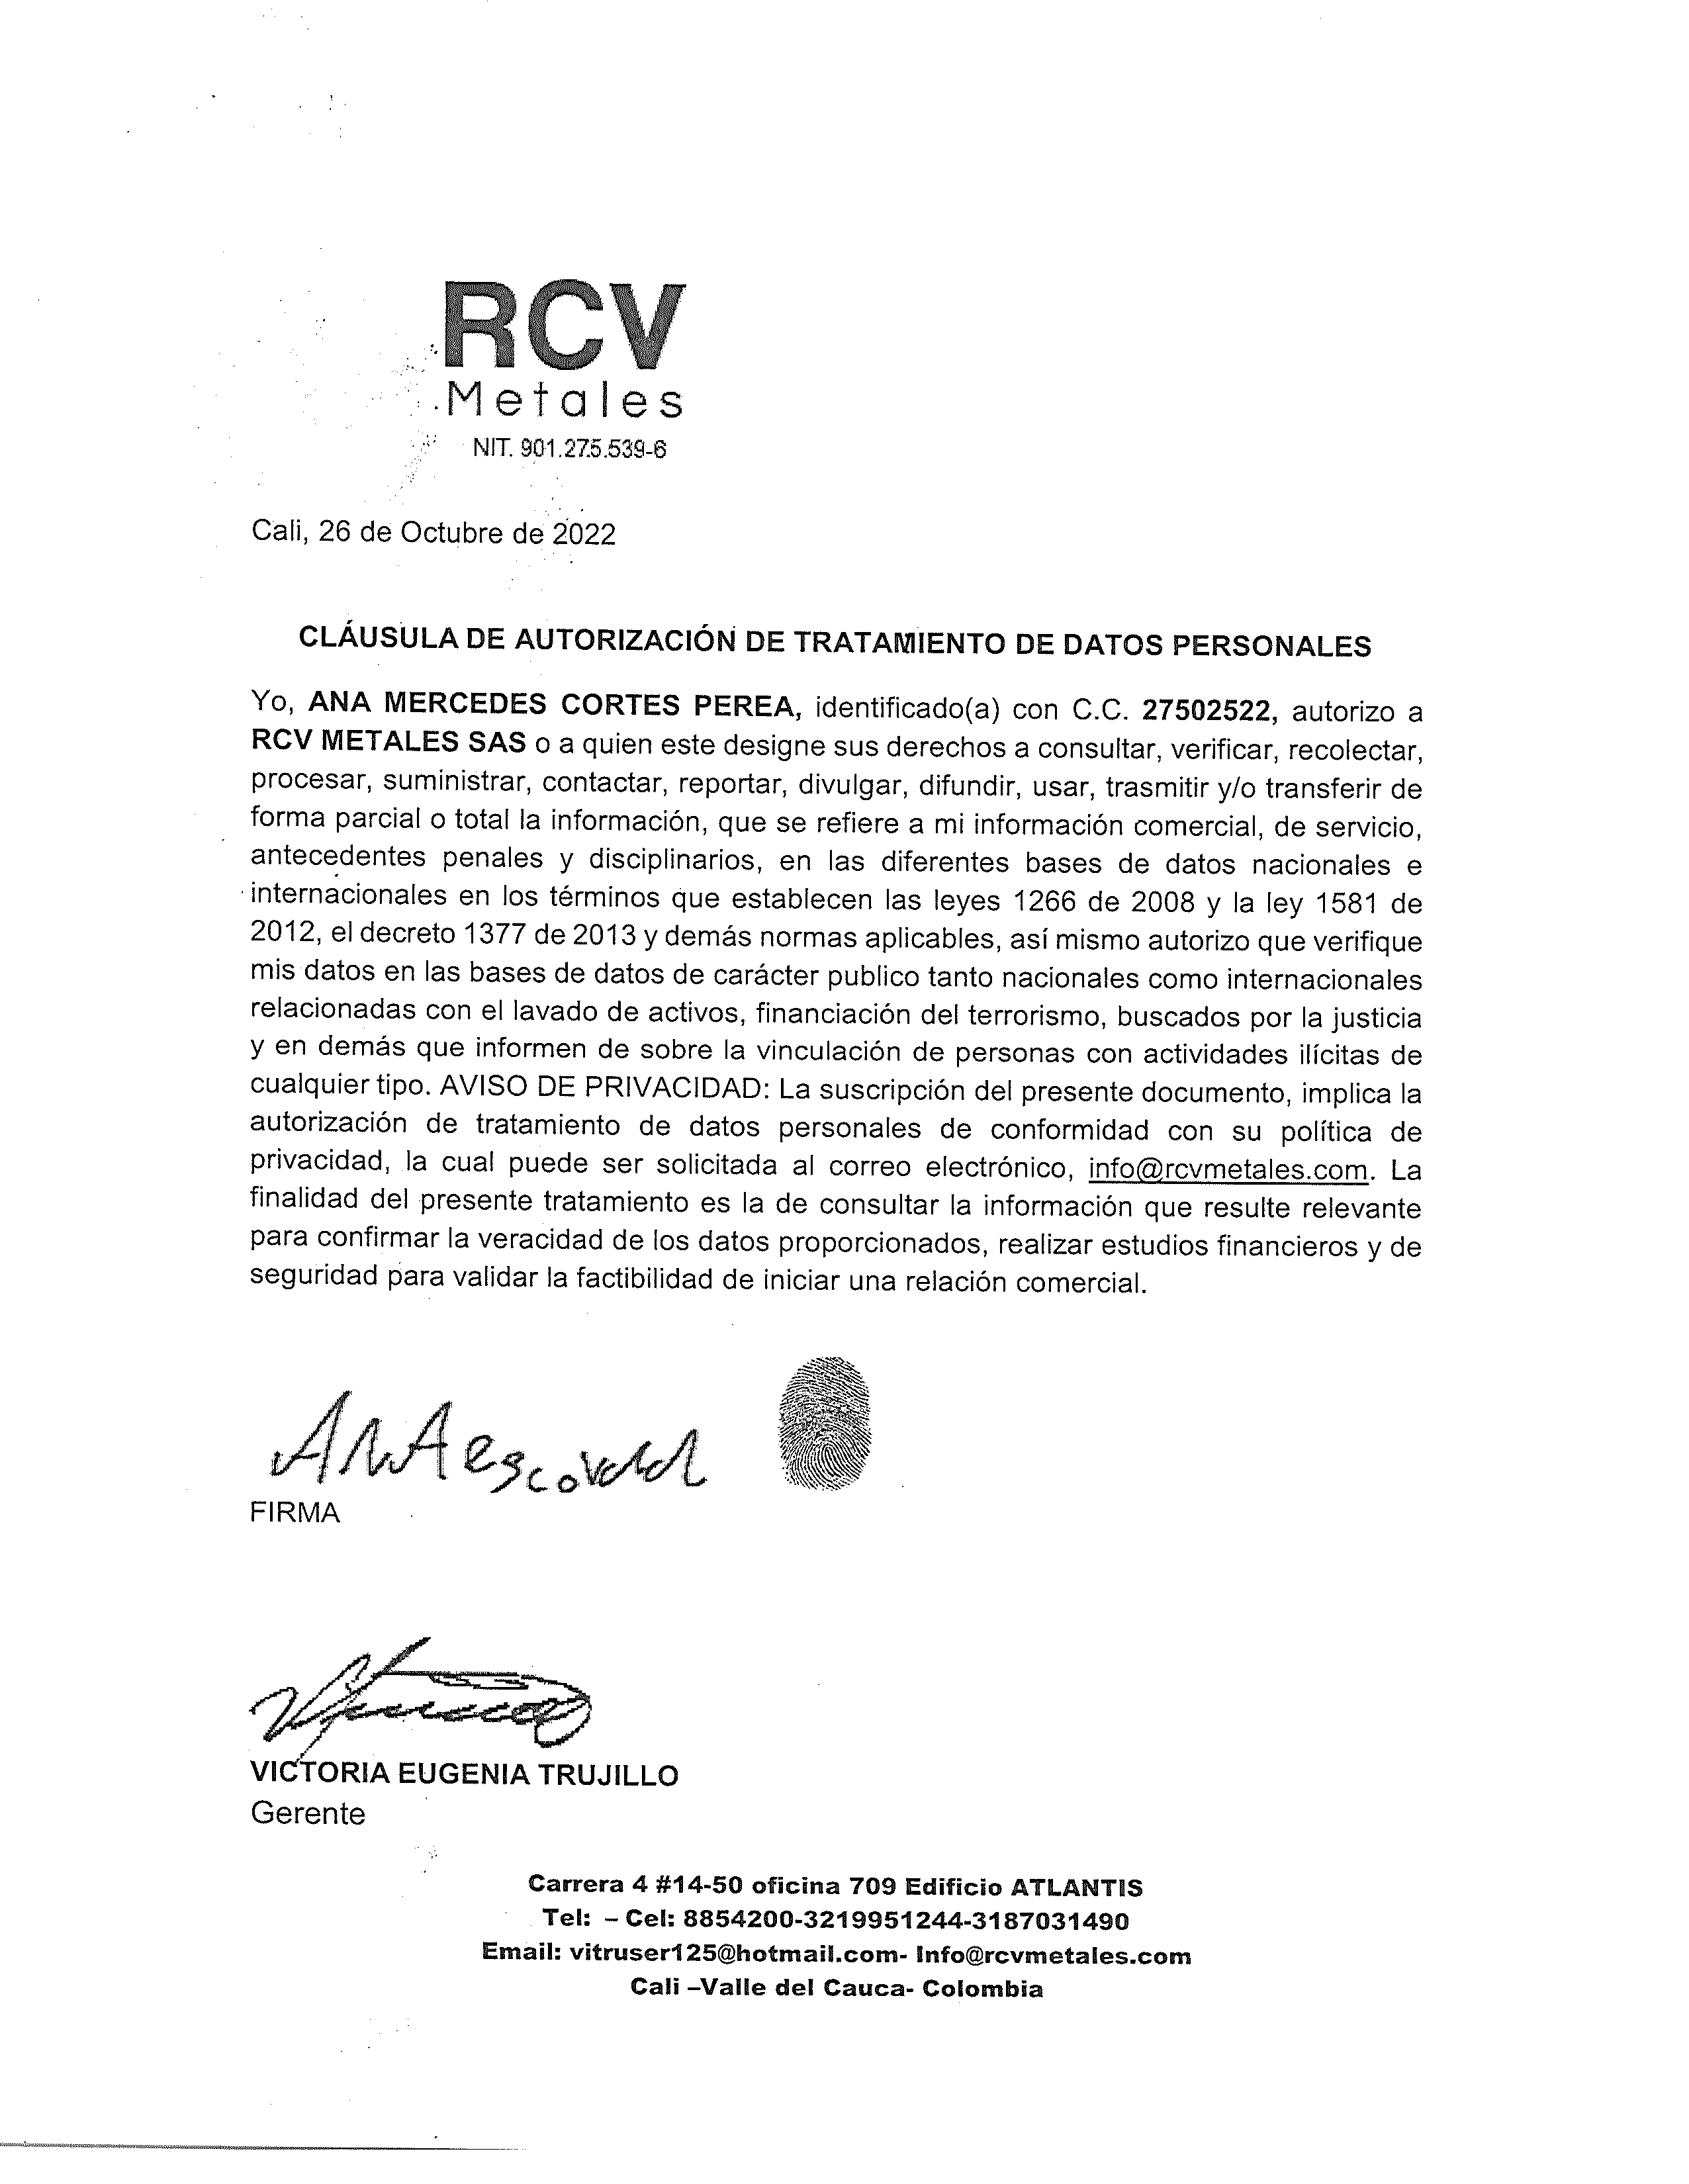 RCV
Metales
NIT. 901.275.539-6
Cali, 26 de Octubre de 2022
CLÁUSULA DE AUTORIZACIÓN DE TRATAMIENTO DE DATOS PERSONALES
Yo, ANA MERCEDES CORTES PEREA, identificado(a) con C.C. 27502522, autorizo a
RCV METALES SAS o a quien este designe sus derechos a consultar, verificar, recolectar,
procesar, suministrar, contactar, reportar, divulgar, difundir, usar, trasmitir y/o transferir de
forma parcial o total la información, que se refiere a mi información comercial, de servicio,
antecedentes penales y disciplinarios, en las diferentes bases de datos nacionales e
internacionales en los términos que establecen las leyes 1266 de 2008 y la ley 1581 de
2012, el decreto 1377 de 2013 y demás normas aplicables, así mismo autorizo que verifique
mis datos en las bases de datos de carácter publico tanto nacionales como internacionales
relacionadas con el lavado de activos, financiación del terrorismo, buscados por la justicia
y en demás que informen de sobre la vinculación de personas con actividades ilícitas de
cualquier tipo. AVISO DE PRIVACIDAD: La suscripción del presente documento, implica la
autorización de tratamiento de datos personales de conformidad con su política de
privacidad, la cual puede ser solicitada al correo electrónico, info@rcvmetales.com. La
finalidad del presente tratamiento es la de consultar la información que resulte relevante
para confirmar la veracidad de los datos proporcionados, realizar estudios financieros y de
seguridad para validar la factibilidad de iniciar una relación comercial.
ANA
FIRMA
VICTORIA EUGENIA TRUJILLO
Gerente
Carrera 4 #14-50 oficina 709 Edificio ATLANTIS
Tel: – Cel: 8854200-3219951244-3187031490
Email: vitruser125@hotmail.com- Info@rcvmetales.com
Cali –Valle del Cauca- Colombia